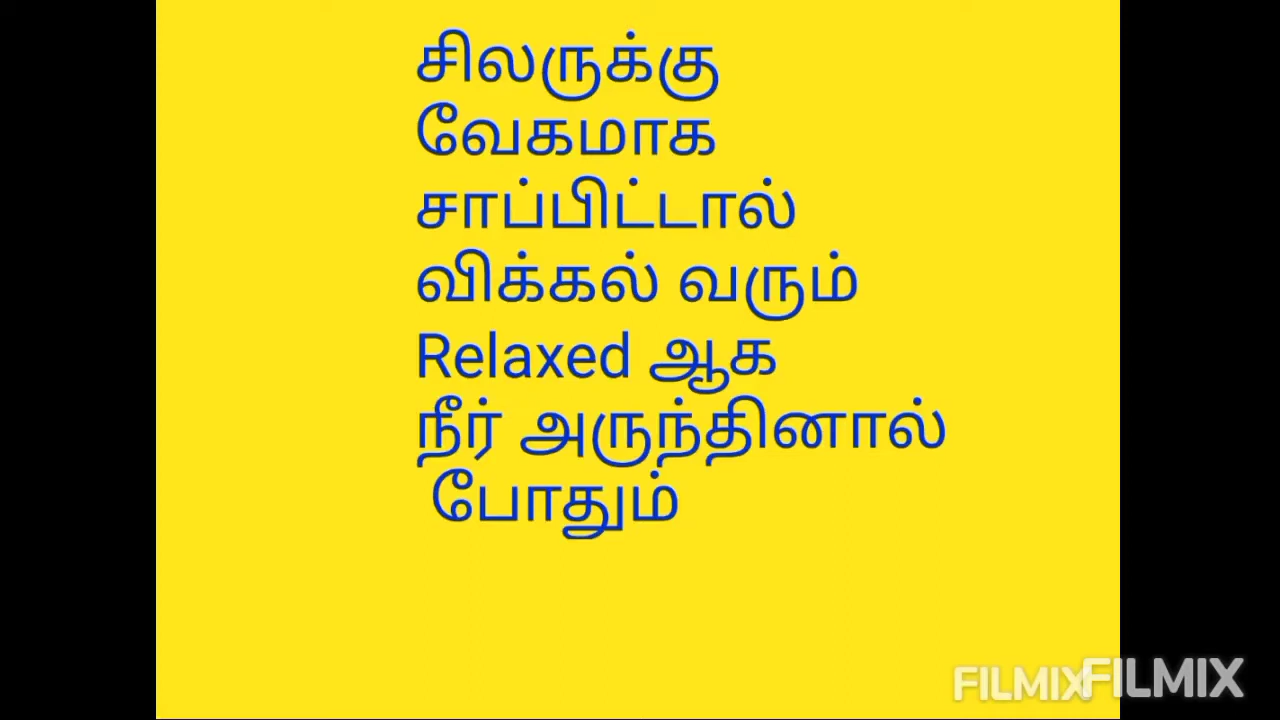 சிலருக்கு
வேகமாக
சாப்பிட்டால்
விக்கல் வரும்
Relaxed ஆக
நீர் அருந்தினால்
போதும்
FILMIX FILMIX